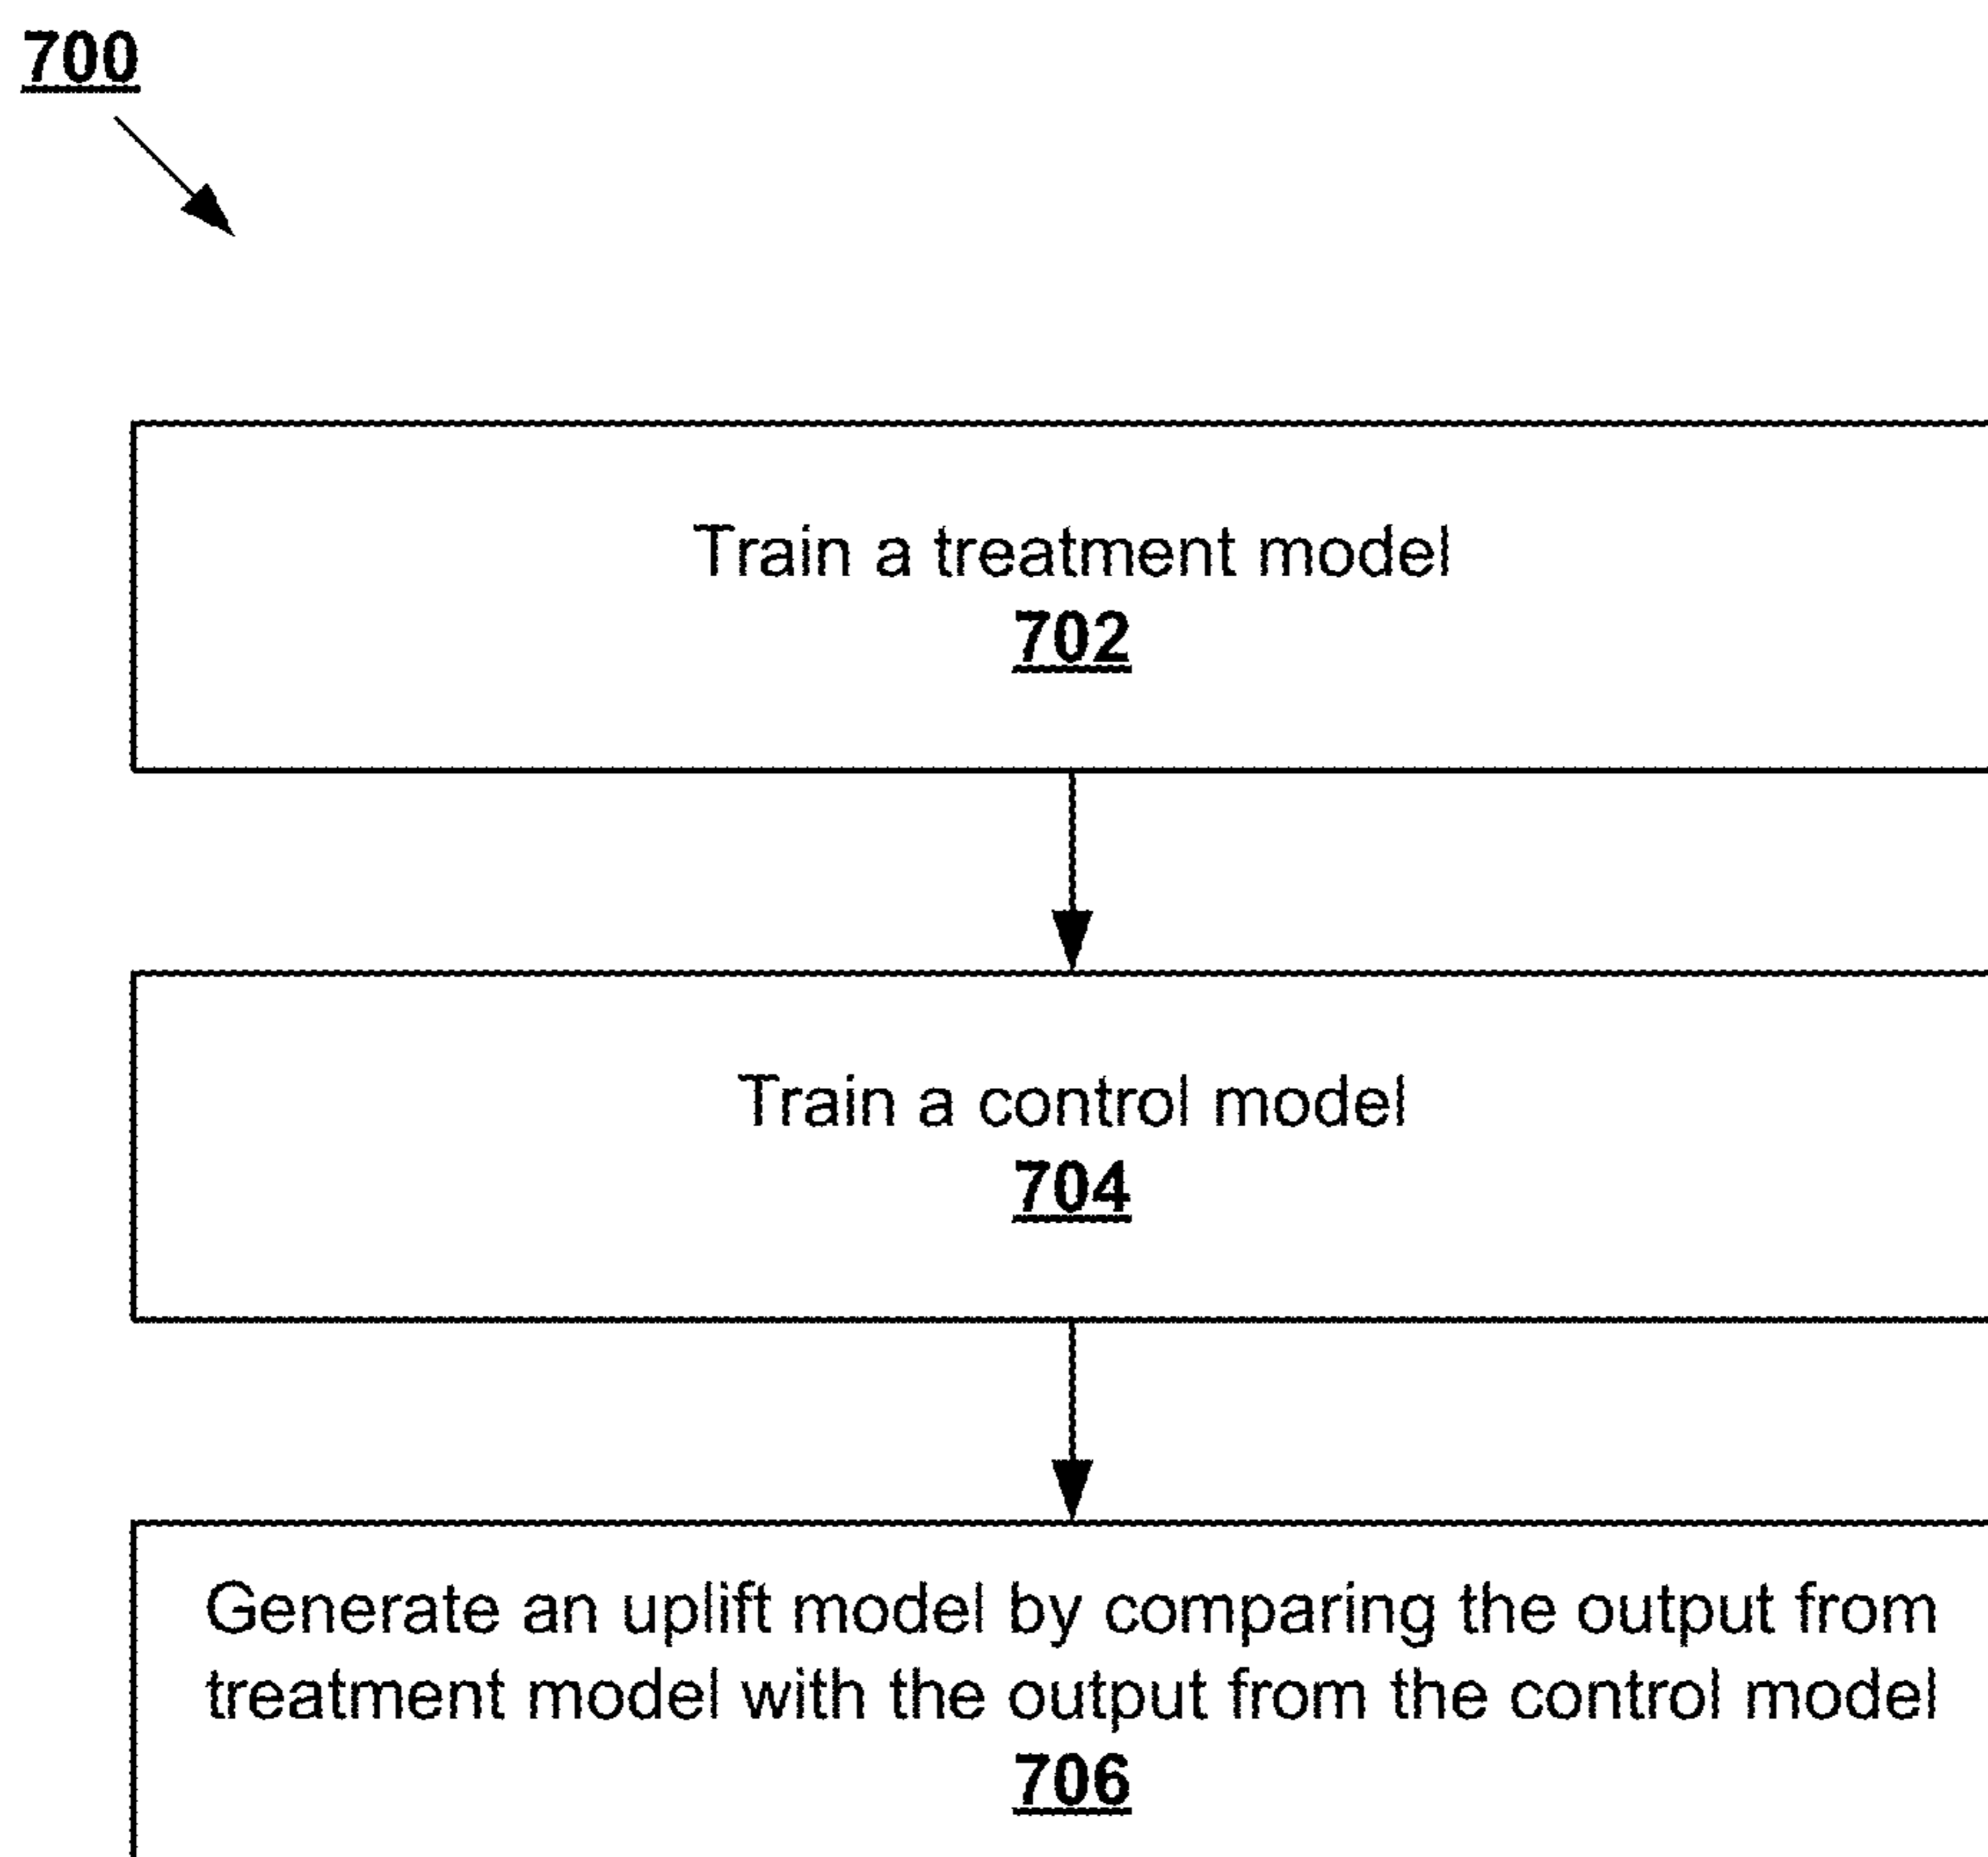 700
Train a treatment model
702
Train a control model
704
Generate an uplift model by comparing the output from
treatment model with the output from the control model
706